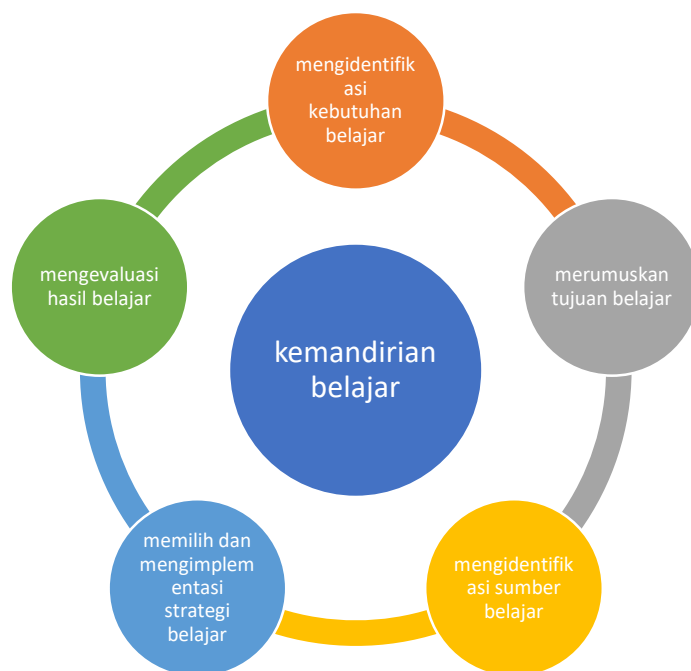 mengidentifik
asi
kebutuhan
belajar
merumuskan
tujuan belajar
mengidentifik
asi sumber
belajar
memilih dan
mengimplem
entasi
strategi
belajar
mengevaluasi
hasil belajar
kemandirian
belajar